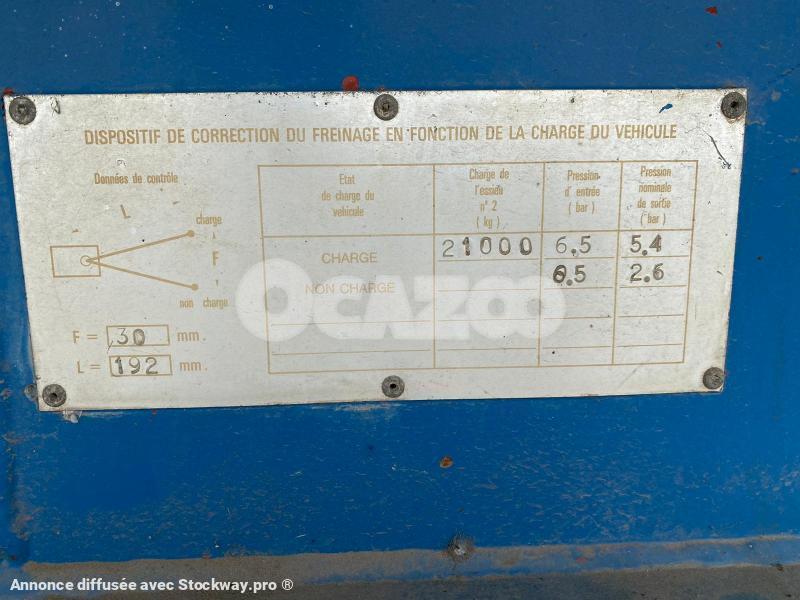 DISPOSITIF DE CORRECTION DU FREINAGE EN FONCTION DE LA CHARGE DU VEHICULE
Données de contrôle
L
charge
F
non charge
F = 30 mm.
L = 192 mm.
Etat
de charge du
véhicule
Charge de
l'essieu
n° 2
( kg )
Pression
d' entrée
( bar )
Pression
nominale
de sortie
( bar )
CHARGE 21000 6,5 5.4
NON CHARGE 6.5 2.6
OCAZOO
Annonce diffusée avec Stockway.pro ®